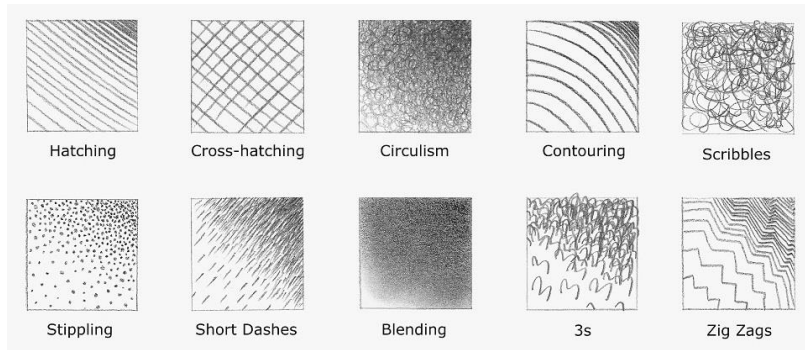 Hatching
Cross-hatching
Circulism
Contouring
Scribbles
Stippling
Short Dashes
Blending
3s
Zig Zags